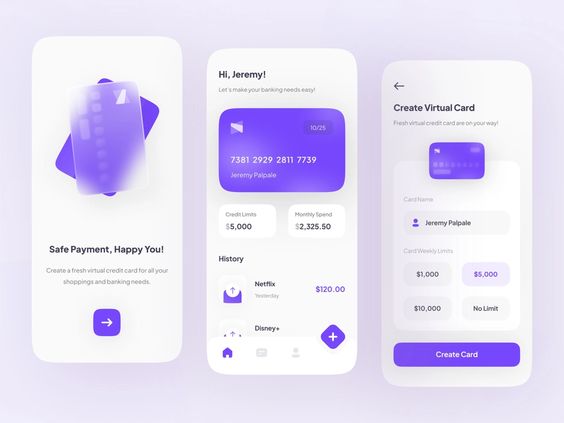 Safe Payment, Happy You!
Create a fresh virtual credit card for all your
shoppings and banking needs.
Hi, Jeremy!
Let's make your banking needs easy!
10/25
7381 2929 2811 7739
Jeremy Palpale
Credit Limits
$5,000
Monthly Spend
$2,325.50
History
Netflix
Yesterday
$120.00
Disney+
Create Virtual Card
Fresh virtual credit card are on your way!
Card Name
Jeremy Palpale
Card Weekly Limits
$1,000
$5,000
$10,000
No Limit
Create Card